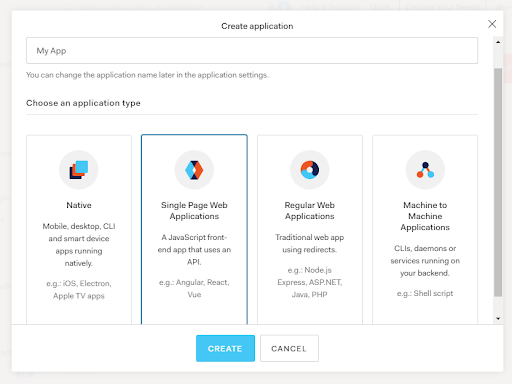 Create application
My App
You can change the application name later in the application settings.
Choose an application type
Native
Mobile, desktop, CLI
and smart device
apps running
natively.
e.g.: iOS, Electron,
Apple TV apps
Single Page Web
Applications
A JavaScript front-
end app that uses an
API.
e.g.: Angular, React,
Vue
Regular Web
Applications
Traditional web app
using redirects.
e.g.: Node.js
Express, ASP.NET,
Java, PHP
Machine to
Machine
Applications
CLIs, daemons or
services running on
your backend.
e.g.: Shell script
CREATE
CANCEL